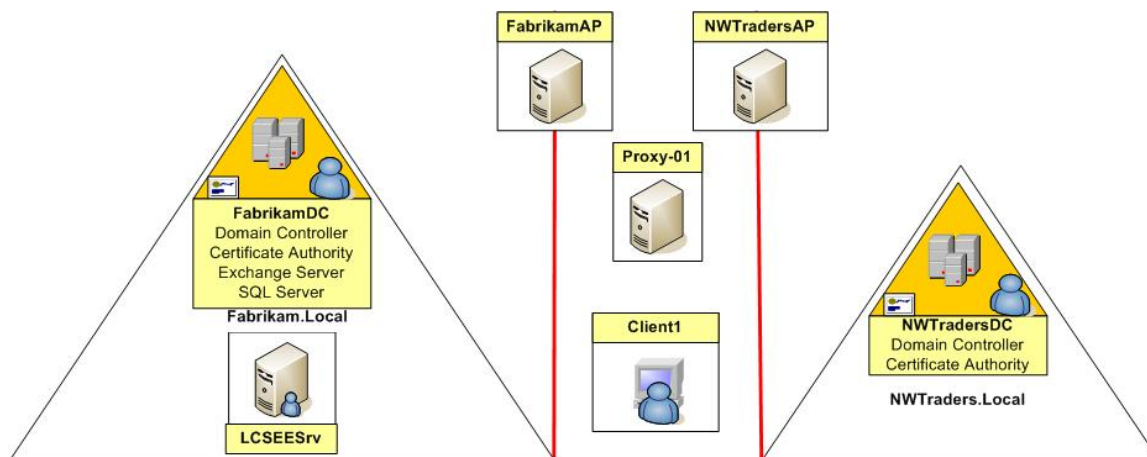 FabrikamAP
NWTradersAP
Proxy-01
FabrikamDC
Domain Controller
Certificate Authority
Exchange Server
SQL Server
Fabrikam.Local
LCSEESrv
Client1
NWTradersDC
Domain Controller
Certificate Authority
NWTraders.Local